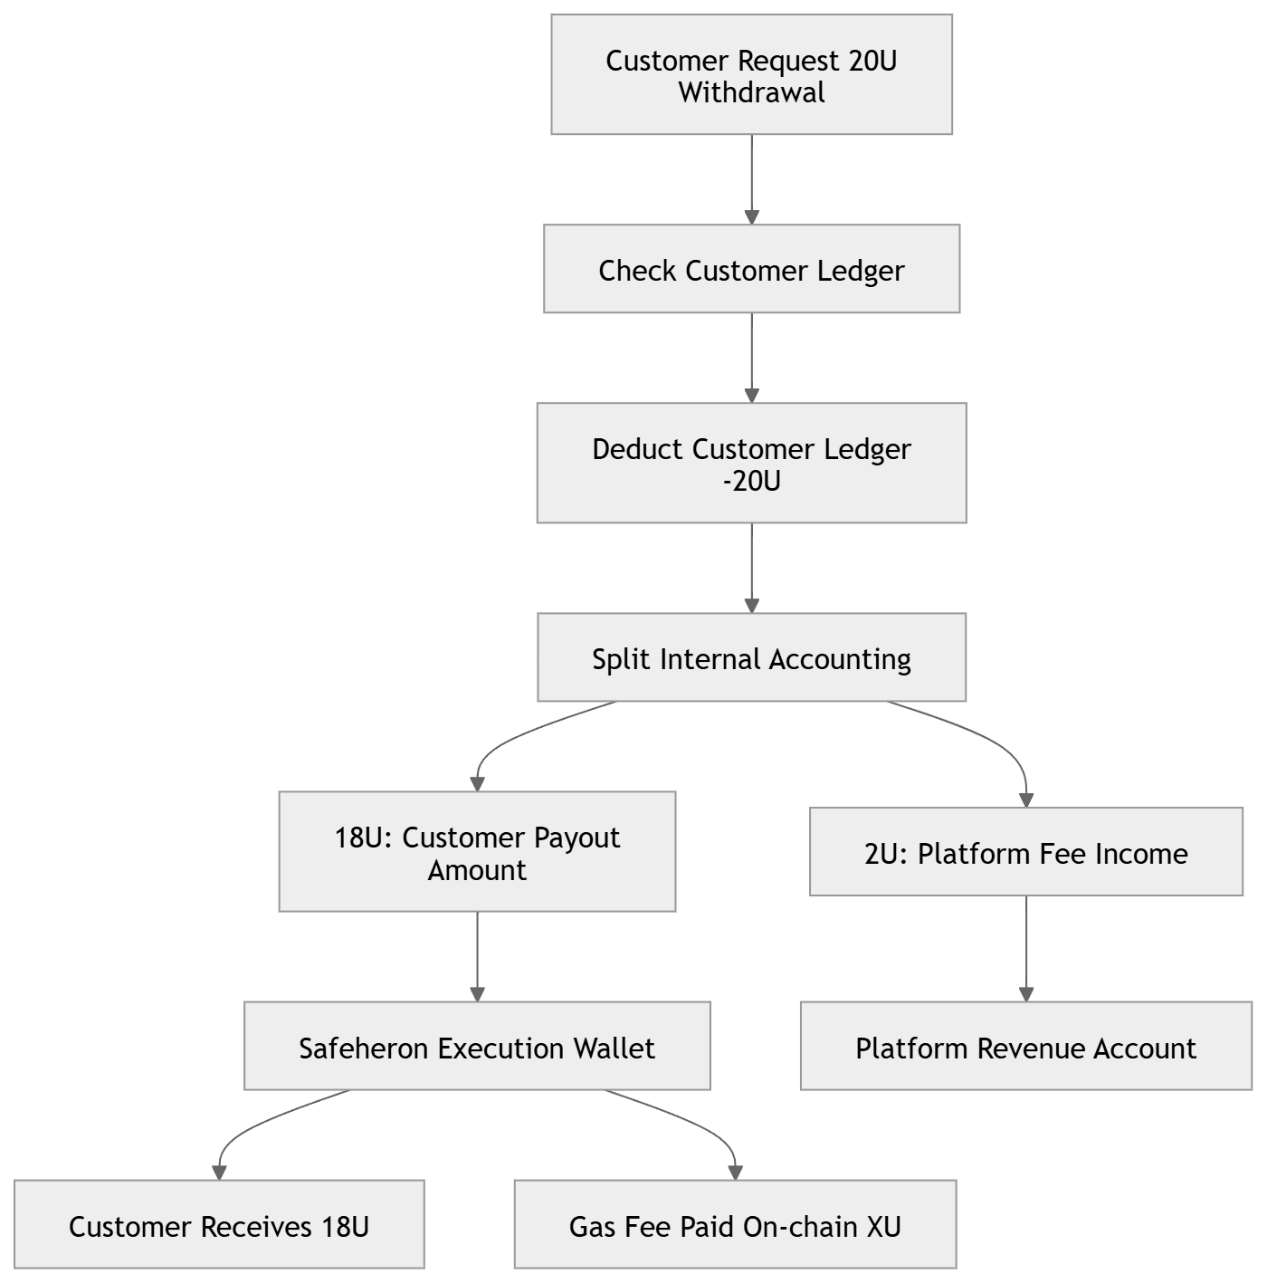 Customer Request 20U
Withdrawal
Check Customer Ledger
Deduct Customer Ledger
-20U
Split Internal Accounting
18U: Customer Payout
Amount
2U: Platform Fee Income
Safeheron Execution Wallet
Platform Revenue Account
Customer Receives 18U
Gas Fee Paid On-chain XU